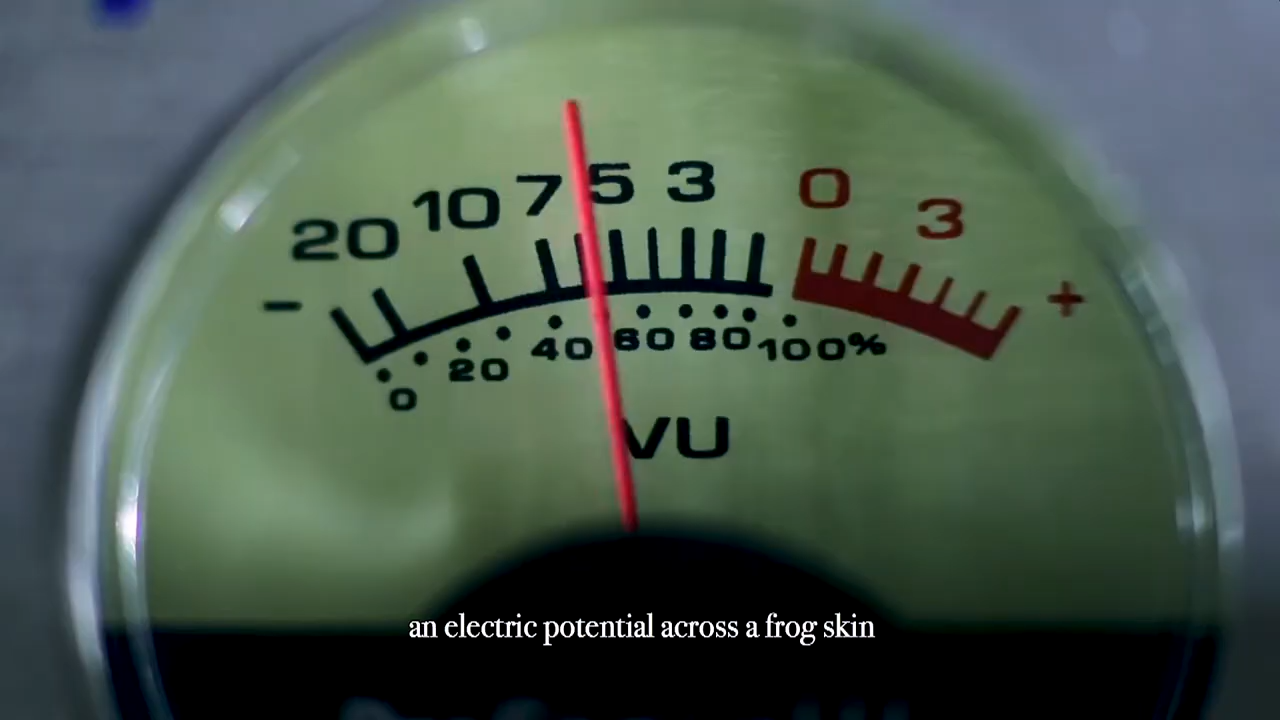 20 10 7 5 3 0 3
- +
0 20 40 60 80 100%
VU
an electric potential across a frog skin